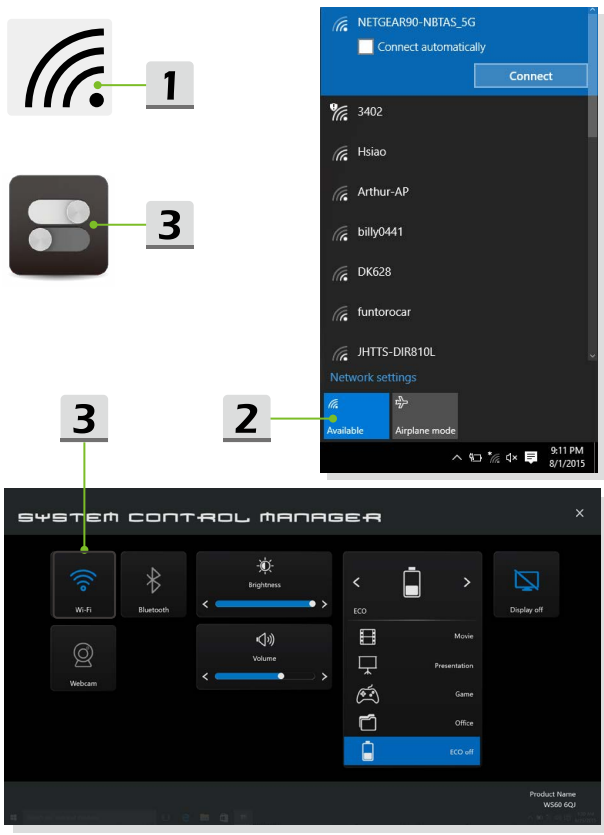 1
3
NETGEAR90-NBTAS_5G
Connect automatically
Connect
3402
Hsiao
Arthur-AP
billy0441
DK628
funtorocar
JHTTS-DIR810L
Network settings
Available
Airplane mode
9:11 PM
8/1/2015
3
2
SYSTEM CONTROL MANAGER
Wi-Fi
Bluetooth
Brightness
ECO
Display off
Webcam
Volume
Movie
Presentation
Game
Office
ECO off
Product Name
WS60 6QJ